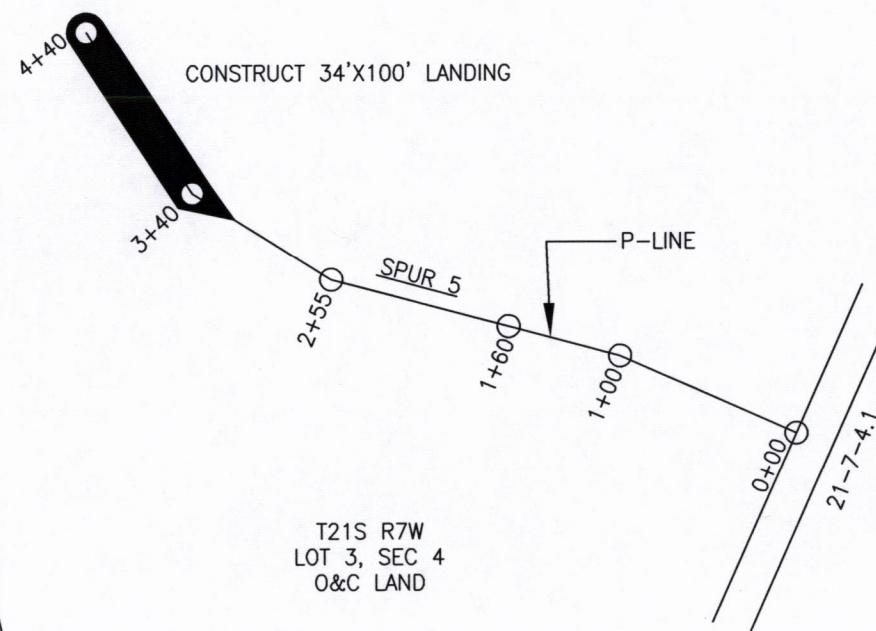 4+40
CONSTRUCT 34'X100' LANDING
3+40
P-LINE
SPUR 5
2+55
1+60
1+00
0+00
21-7-4.1
T21S R7W
LOT 3, SEC 4
O&C LAND